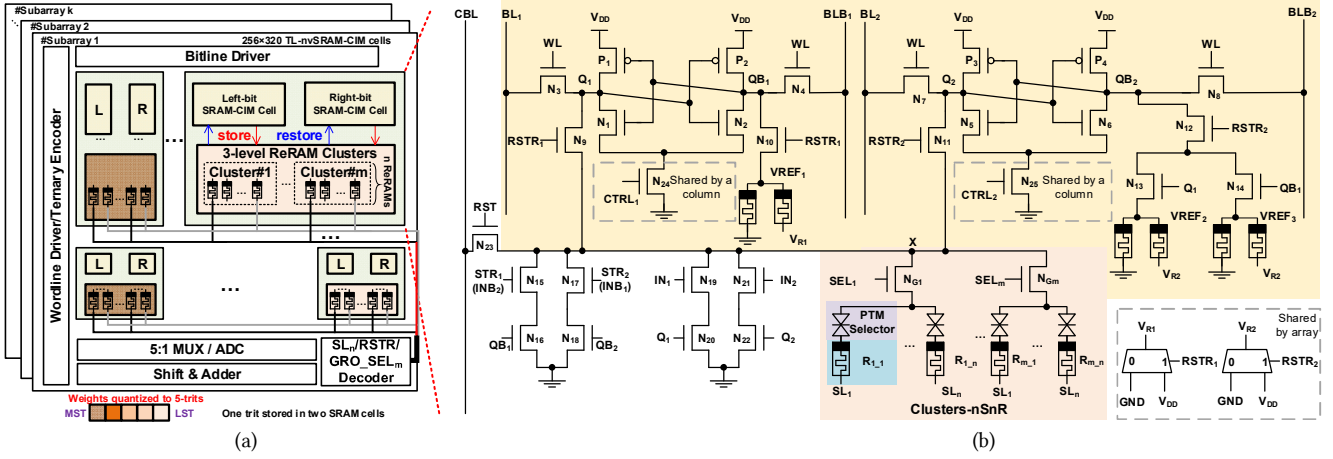 #Subarray k
#Subarray 2
#Subarray 1
256×320 TL-nvSRAM-CIM cells
Bitline Driver
Wordline Driver/Ternary Encoder
L
R
...
...
...
Left-bit
SRAM-CIM Cell
Right-bit
SRAM-CIM Cell
store
restore
3-level ReRAM Clusters
Cluster#1
...
Cluster#m
n ReRAMs
...
L
R
...
L
R
5:1 MUX / ADC
Shift & Adder
SLn/RSTR/
GRO_SELm
Decoder
Weights quantized to 5-trits
MST
LST
One trit stored in two SRAM cells
(a)
CBL
BL1
BLB1
BL2
BLB2
VDD
VDD
VDD
VDD
WL
WL
WL
WL
P1
P2
P3
P4
Q1
QB1
Q2
QB2
N3
N4
N7
N8
N1
N2
N5
N6
RSTR1
N9
N10
RSTR1
RSTR2
N11
N12
RSTR2
N24
Shared by a
column
CTRL1
VREF1
VR1
N25
Shared by a
column
CTRL2
N13
Q1
N14
QB1
VREF2
VREF3
VR2
VR2
RST
N23
X
STR1
(INB2)
N15
N17
STR2
(INB1)
IN1
N19
N21
IN2
QB1
N16
N18
QB2
Q1
N20
N22
Q2
SEL1
NG1
SELm
NGm
PTM
Selector
...
...
...
R1_1
R1_n
Rm_1
Rm_n
SL1
SLn
SL1
SLn
Clusters-nSnR
Shared
by array
VR1
VR2
0
1
RSTR1
0
1
RSTR2
GND
VDD
GND
VDD
(b)